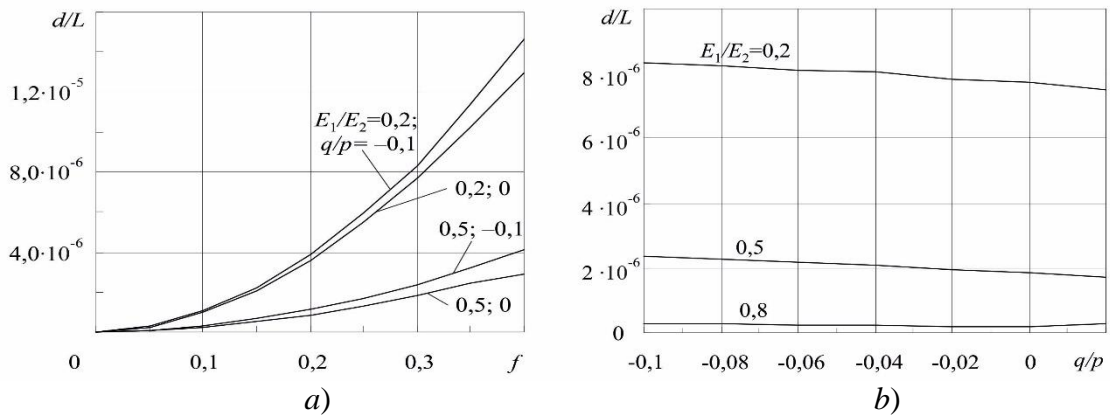 d/L
1,2·10⁻⁵
8,0·10⁻⁶
4,0·10⁻⁶
E₁/E₂=0,2;
q/p= –0,1
0,2; 0
0,5; –0,1
0,5; 0
0 0,1 0,2 0,3 f
a)
d/L
E₁/E₂=0,2
8 ·10⁻⁶
6 ·10⁻⁶
4 ·10⁻⁶
2 ·10⁻⁶
0
0,5
0,8
-0,1 -0,08 -0,06 -0,04 -0,02 0 q/p
b)